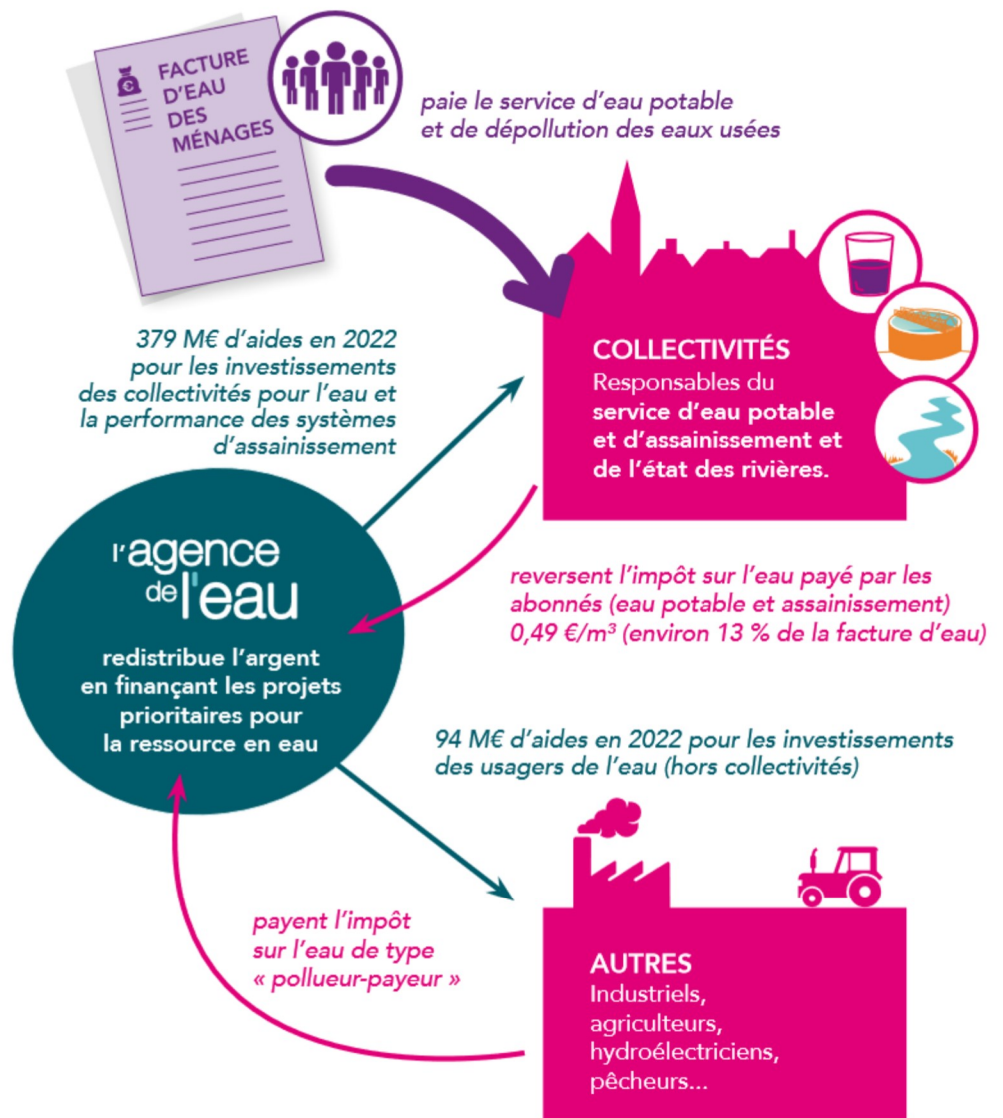 FACTURE
D'EAU
DES
MÉNAGES
paie le service d'eau potable
et de dépollution des eaux usées
379 M€ d'aides en 2022
pour les investissements
des collectivités pour l'eau et
la performance des systèmes
d'assainissement
COLLECTIVITÉS
Responsables du
service d'eau potable
et d'assainissement et
de l'état des rivières.
l'agence
de l'eau
redistribue l'argent
en finançant les projets
prioritaires pour
la ressource en eau
reversent l'impôt sur l'eau payé par les
abonnés (eau potable et assainissement)
0,49 €/m³ (environ 13 % de la facture d'eau)
94 M€ d'aides en 2022 pour les investissements
des usagers de l'eau (hors collectivités)
payent l'impôt
sur l'eau de type
« pollueur-payeur »
AUTRES
Industriels,
agriculteurs,
hydroélectriciens,
pêcheurs...